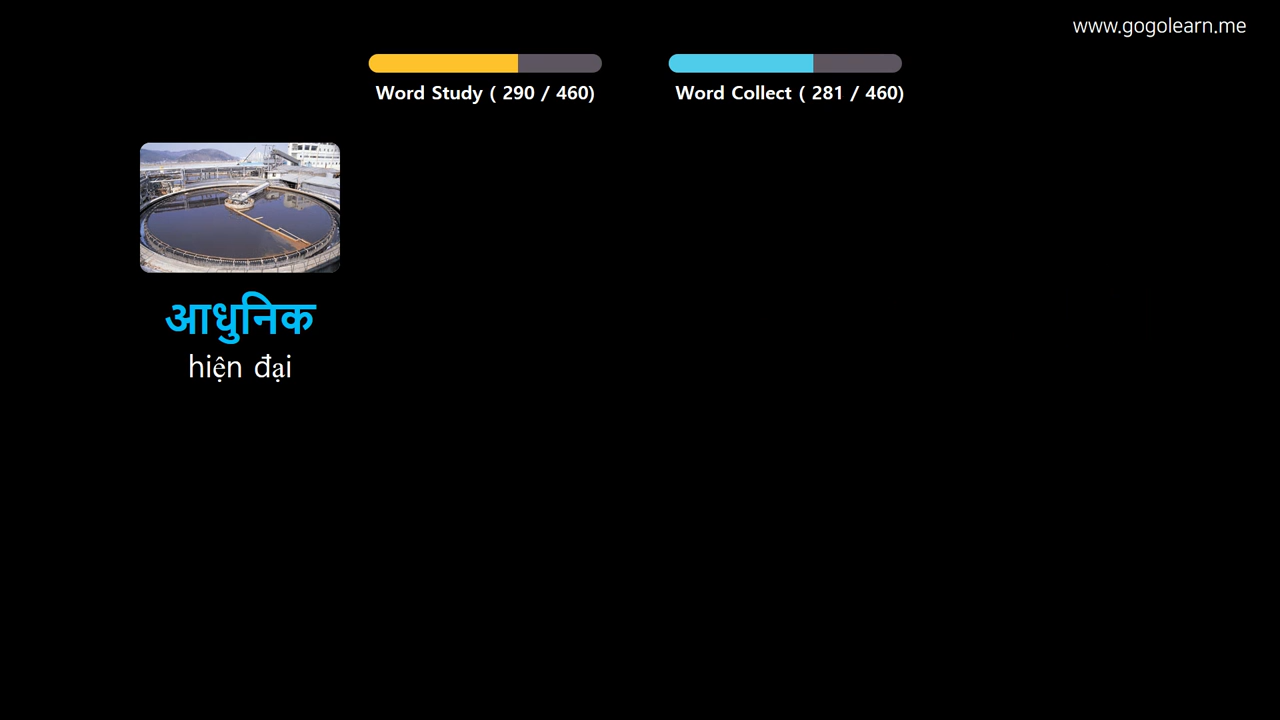 www.gogolearn.me
Word Study ( 290 / 460)
Word Collect ( 281 / 460)
आधुनिक
hiện đại